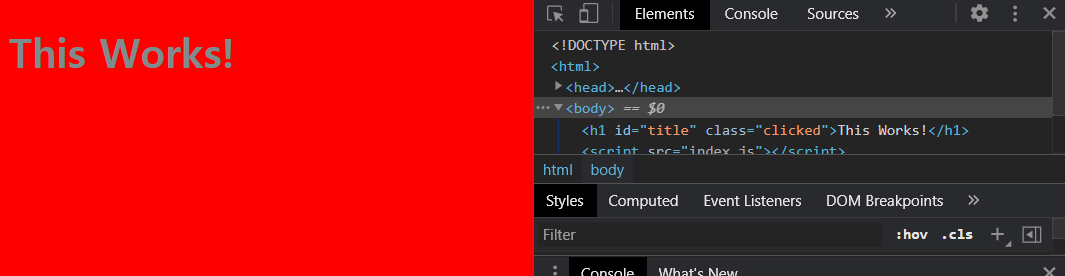 This Works!
Elements Console Sources »
<!DOCTYPE html>
<html>
<head>…</head>
<body> == $0
<h1 id="title" class="clicked">This Works!</h1>
<script src="index.js"></script>
html body
Styles Computed Event Listeners DOM Breakpoints »
Filter :hov .cls +
Console What's New